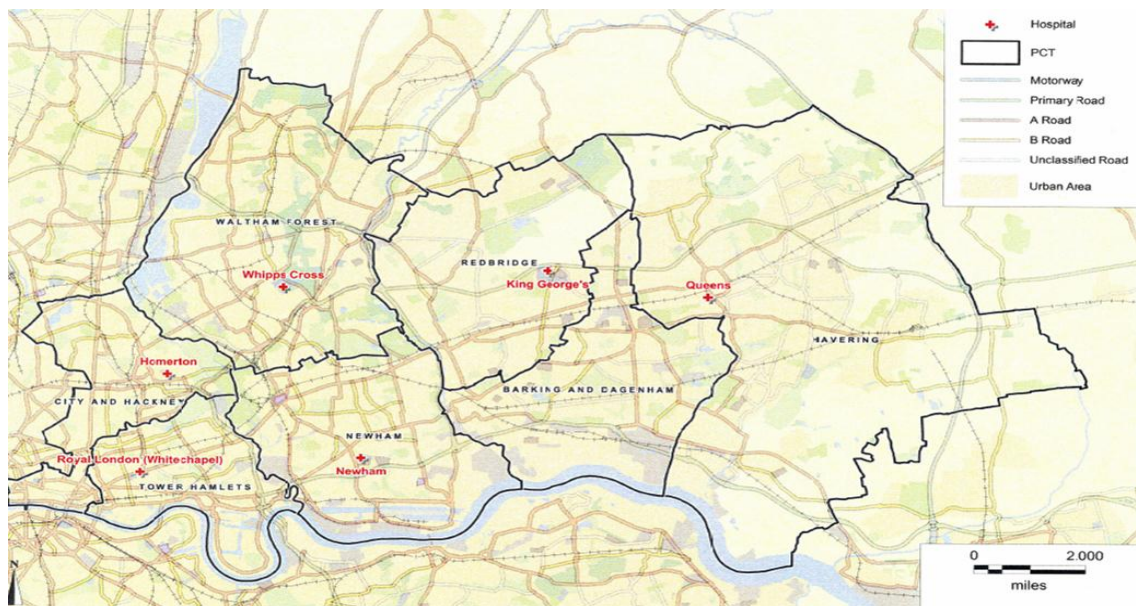 Hospital
PCT
Motorway
Primary Road
A Road
B Road
Unclassified Road
Urban Area
WALTHAM FOREST
Whipps Cross
REDBRIDGE
King George's
Queens
HAVERING
Homerton
CITY AND HACKNEY
BARKING AND DAGENHAM
NEWHAM
Newham
Royal London (Whitechapel)
TOWER HAMLETS
N
0 2.000
miles